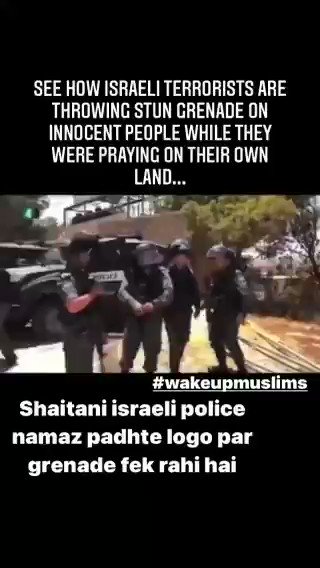 SEE HOW ISRAELI TERRORISTS ARE
THROWING STUN GRENADE ON
INNOCENT PEOPLE WHILE THEY
WERE PRAYING ON THEIR OWN
LAND...
#wakeupmuslims
Shaitani israeli police
namaz padhte logo par
grenade fek rahi hai